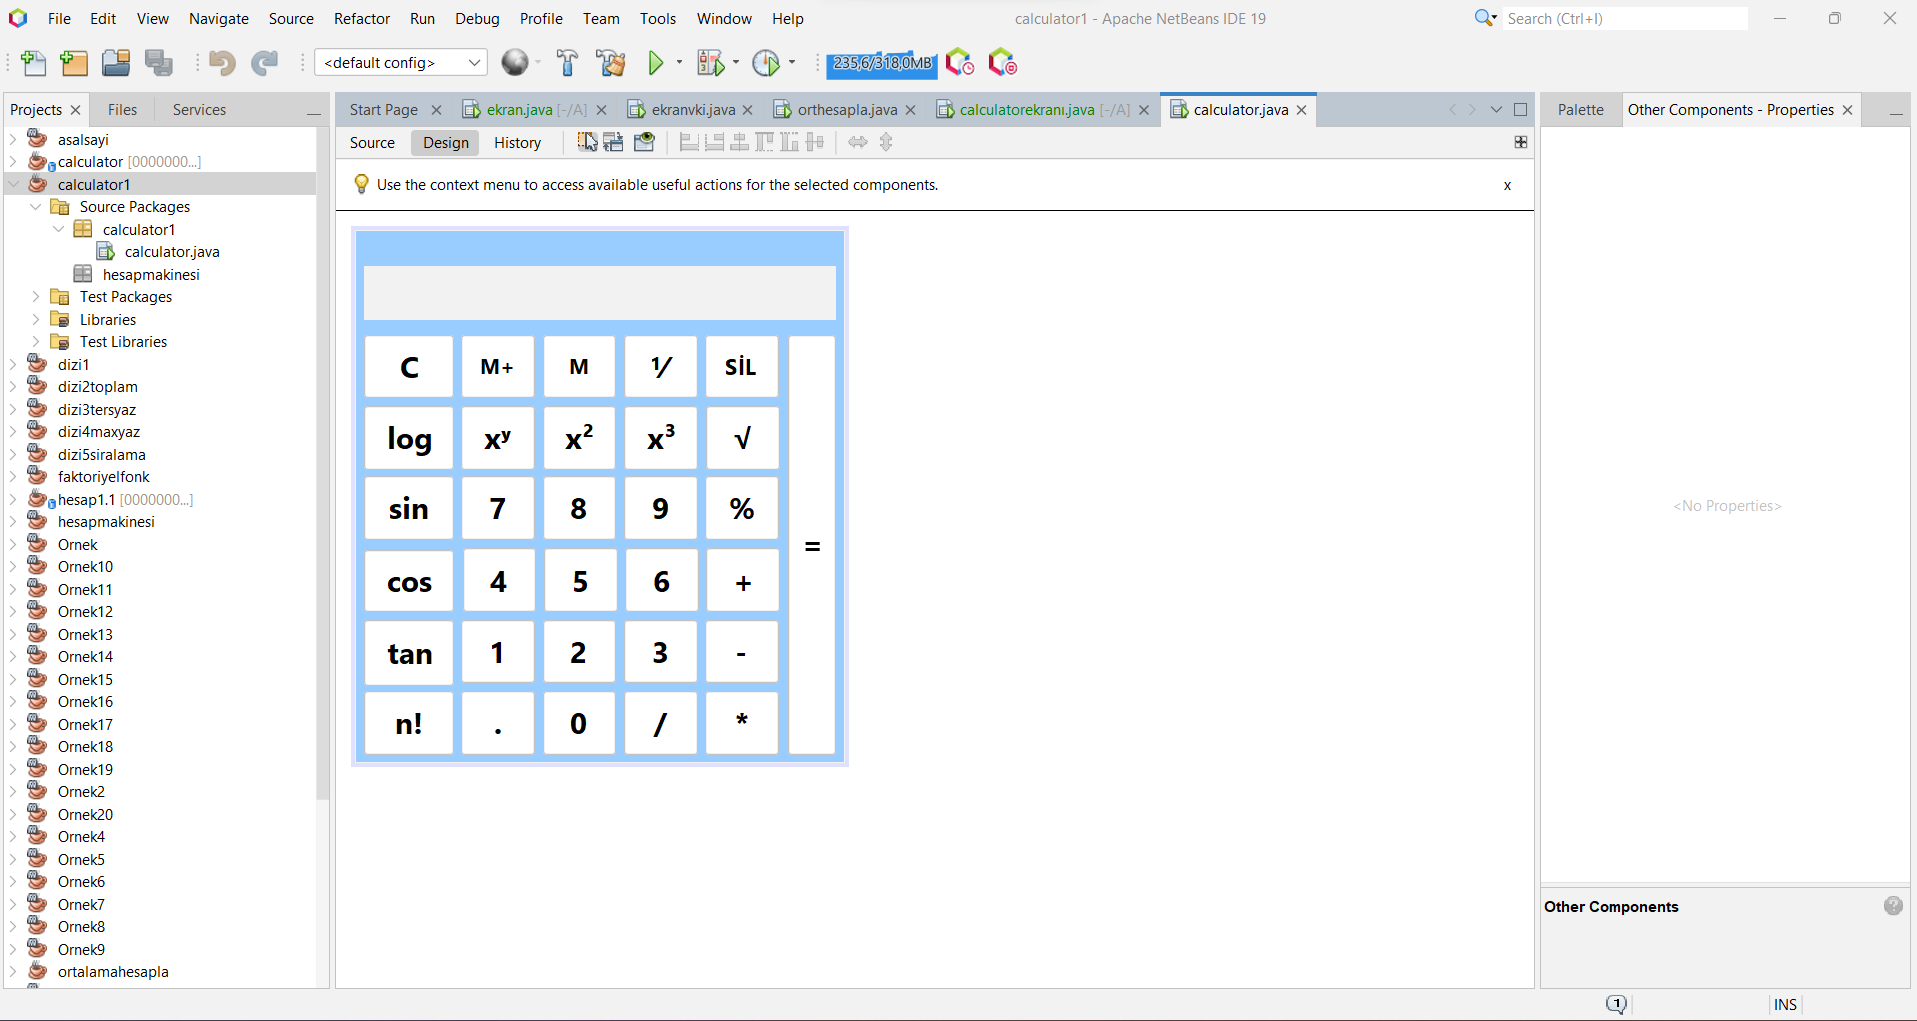 File Edit View Navigate Source Refactor Run Debug Profile Team Tools Window Help calculator1 - Apache NetBeans IDE 19 Search (Ctrl+I)
<default config> 235,6/318,0MB
Projects Files Services
asalsayi
calculator [0000000...]
calculator1
Source Packages
calculator1
calculator.java
hesapmakinesi
Test Packages
Libraries
Test Libraries
dizi1
dizi2toplam
dizi3tersyaz
dizi4maxyaz
dizi5siralama
faktoriyelfonk
hesap1.1 [0000000...]
hesapmakinesi
Ornek
Ornek10
Ornek11
Ornek12
Ornek13
Ornek14
Ornek15
Ornek16
Ornek17
Ornek18
Ornek19
Ornek2
Ornek20
Ornek4
Ornek5
Ornek6
Ornek7
Ornek8
Ornek9
ortalamahesapla
Start Page ekran.java [-/A] ekranvki.java orthesapla.java calculatorekranı.java [-/A] calculator.java
Source Design History
Use the context menu to access available useful actions for the selected components. x
C M+ M ¹⁄ SİL
log xʸ x² x³ √
sin 7 8 9 %
=
cos 4 5 6 +
tan 1 2 3 -
n! . 0 / *
Palette Other Components - Properties
<No Properties>
Other Components
1 INS